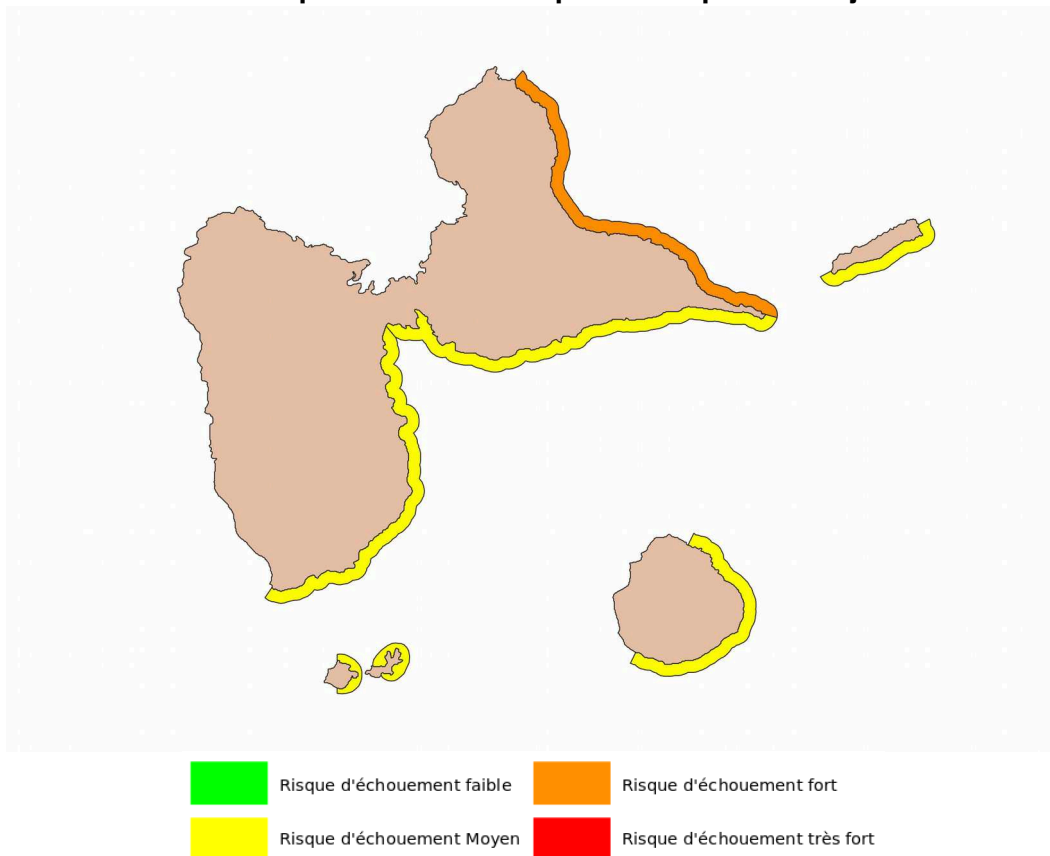 Risque d'échouement faible
Risque d'échouement fort
Risque d'échouement Moyen
Risque d'échouement très fort